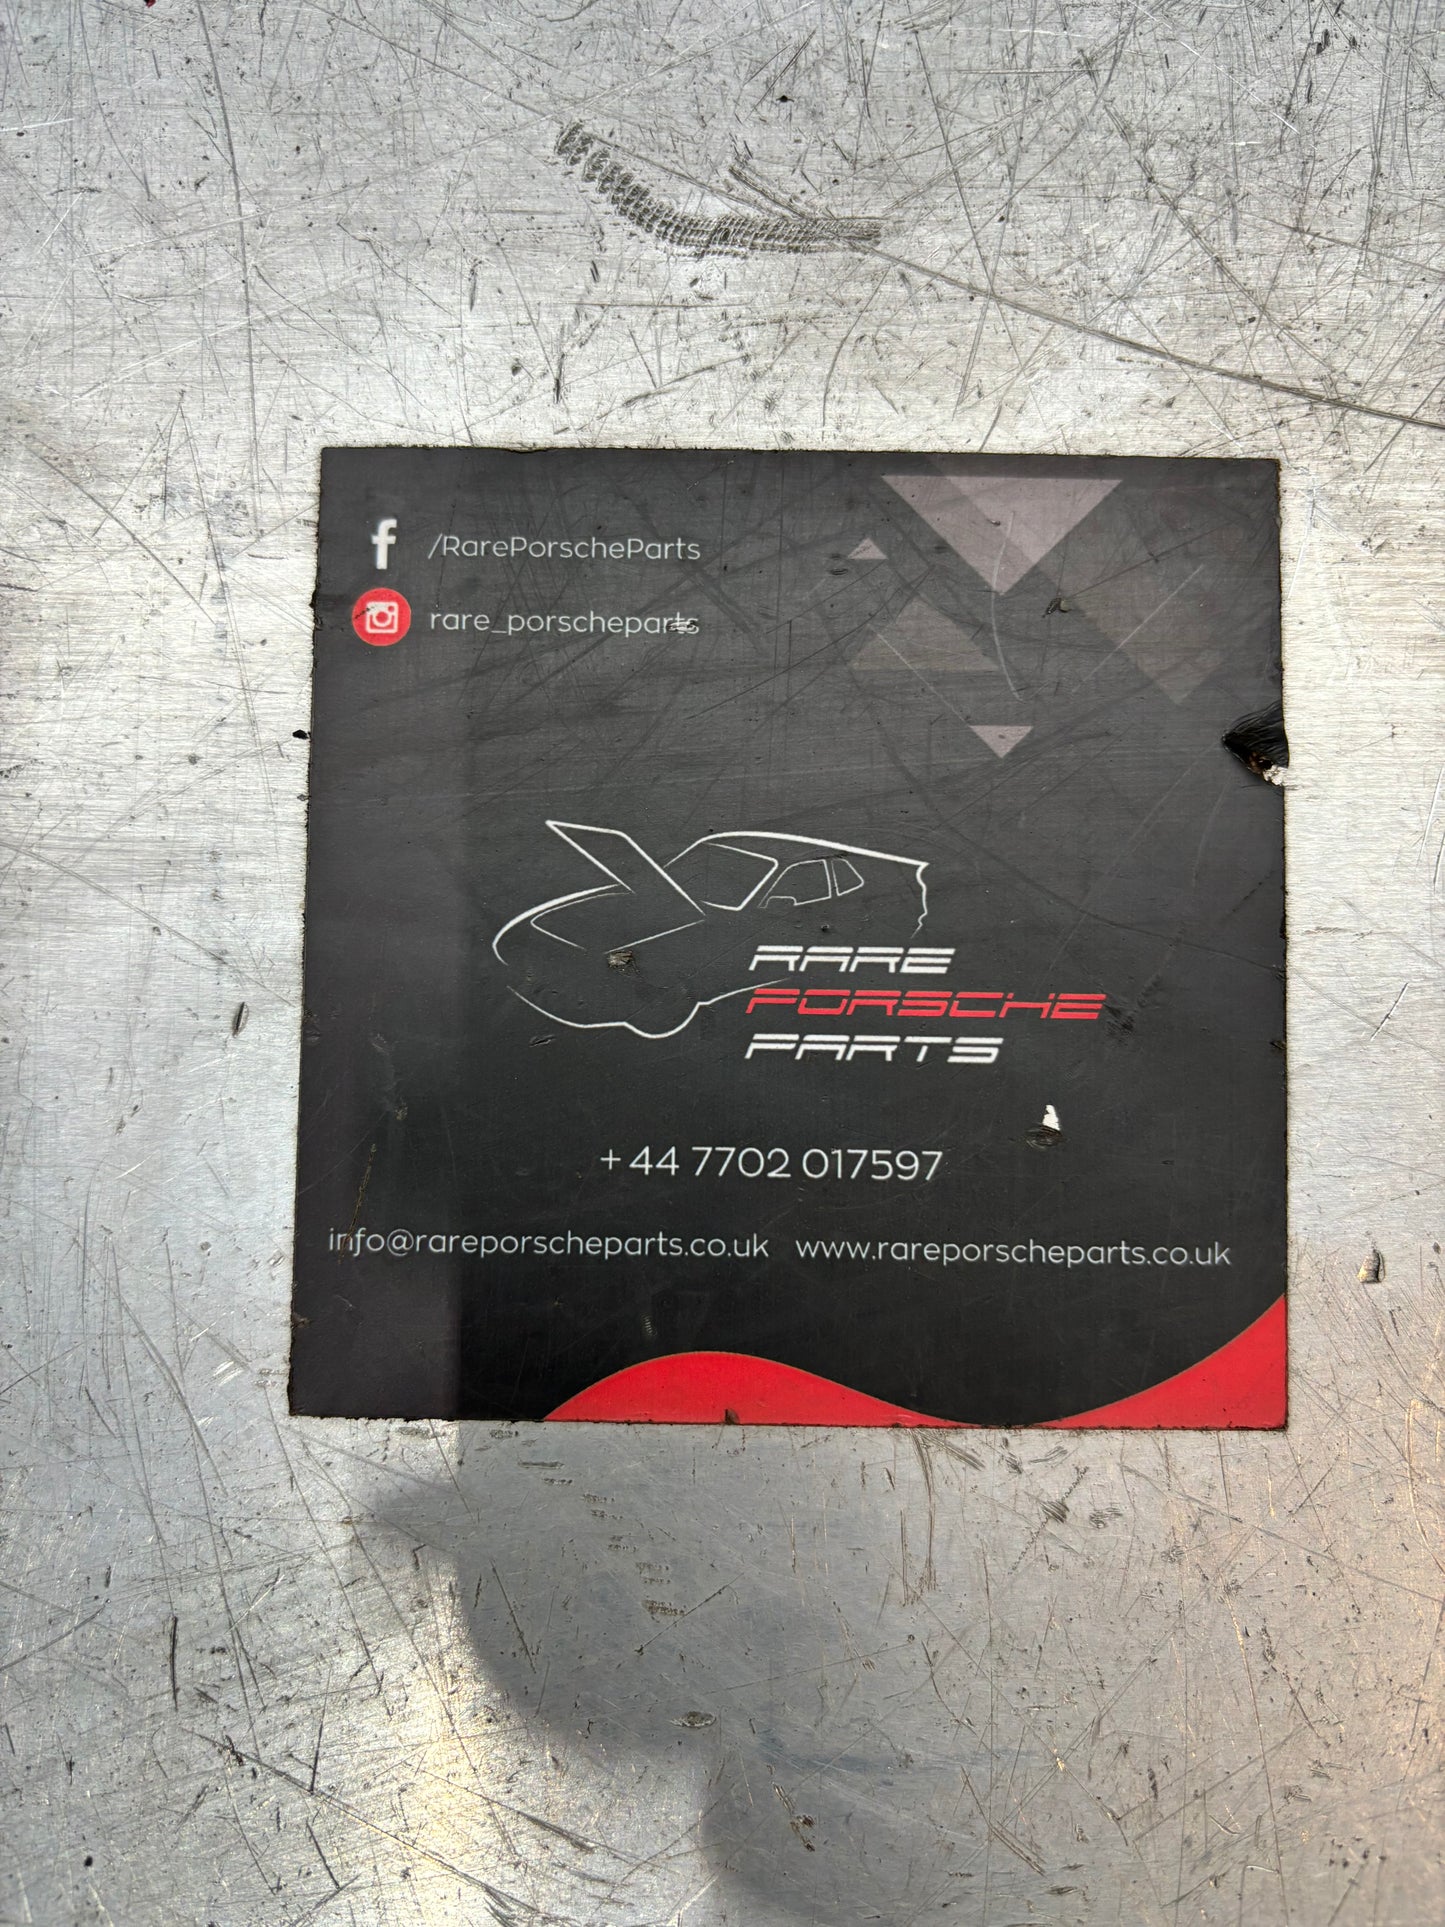 /RarePorscheParts
rare_porscheparts
RARE
PORSCHE
PARTS
+44 7702 017597
info@rareporscheparts.co.uk www.rareporscheparts.co.uk